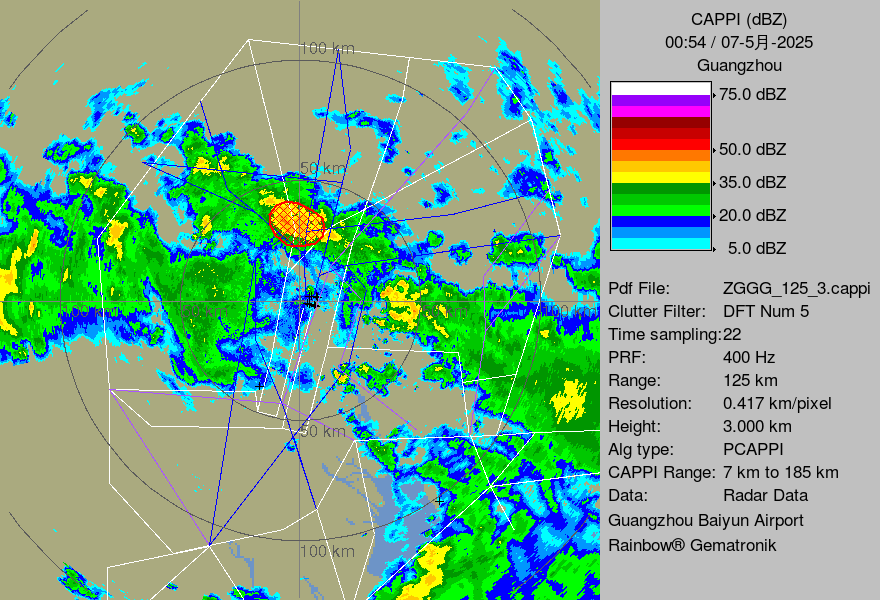 CAPPI (dBZ)
00:54 / 07-5月-2025
Guangzhou
75.0 dBZ
50.0 dBZ
35.0 dBZ
20.0 dBZ
5.0 dBZ
Pdf File: ZGGG_125_3.cappi
Clutter Filter: DFT Num 5
Time sampling:22
PRF: 400 Hz
Range: 125 km
Resolution: 0.417 km/pixel
Height: 3.000 km
Alg type: PCAPPI
CAPPI Range: 7 km to 185 km
Data: Radar Data
Guangzhou Baiyun Airport
Rainbow® Gematronik
100 km
50 km
50 km
100 km